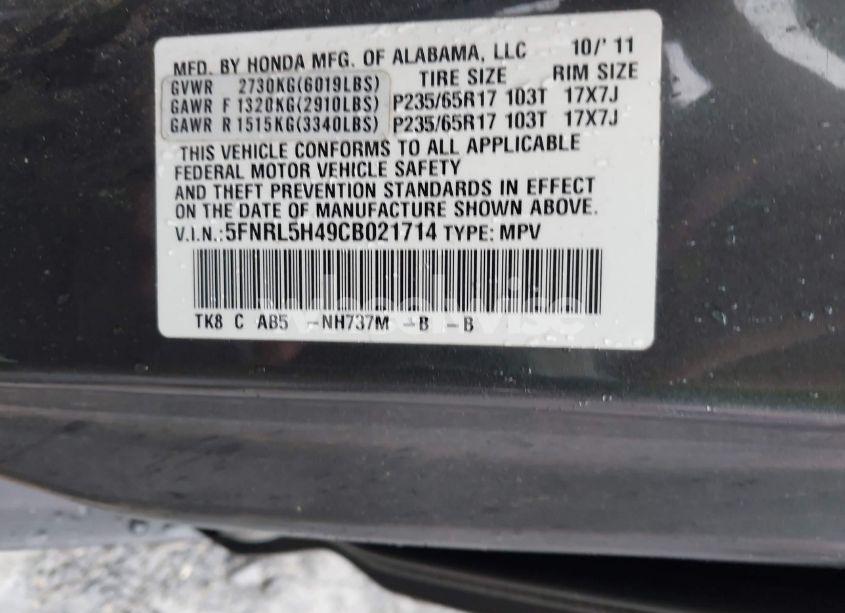 MFD. BY HONDA MFG. OF ALABAMA, LLC 10/'11
GVWR 2730KG(6019LBS) TIRE SIZE RIM SIZE
GAWR F 1320KG(2910LBS) P235/65R17 103T 17X7J
GAWR R 1515KG(3340LBS) P235/65R17 103T 17X7J
THIS VEHICLE CONFORMS TO ALL APPLICABLE
FEDERAL MOTOR VEHICLE SAFETY
AND THEFT PREVENTION STANDARDS IN EFFECT
ON THE DATE OF MANUFACTURE SHOWN ABOVE.
V.I.N.:5FNRL5H49CB021714 TYPE: MPV
wheelwise
TK8 C AB5 -NH737M -B -B